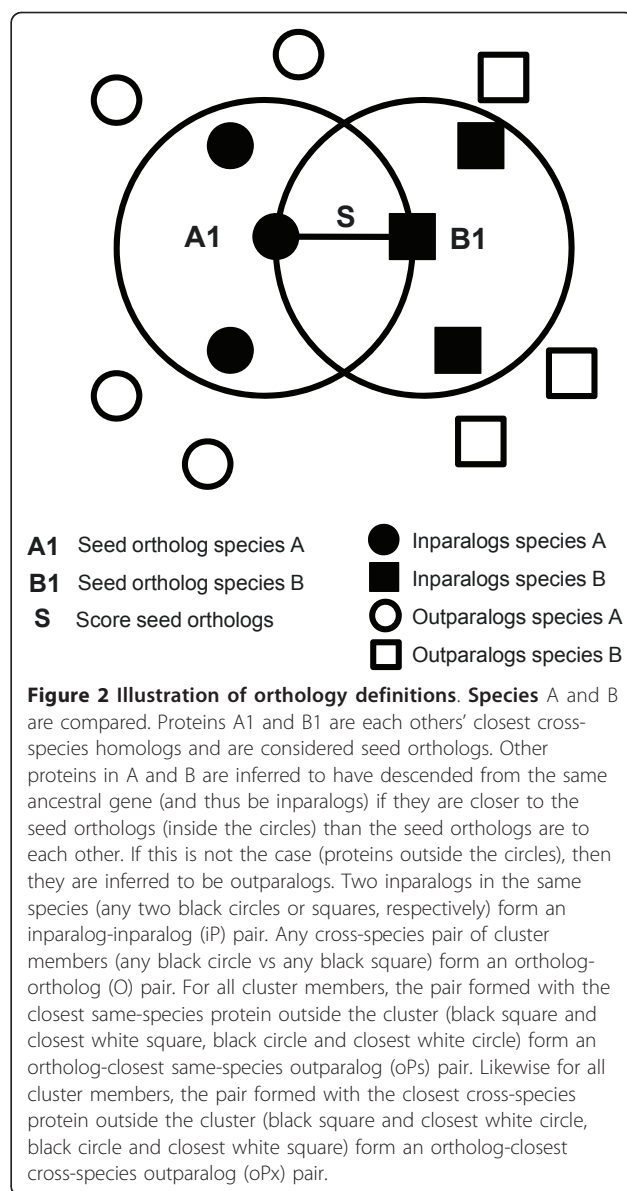 A1 S B1
A1 Seed ortholog species A
B1 Seed ortholog species B
S Score seed orthologs
Inparalogs species A
Inparalogs species B
Outparalogs species A
Outparalogs species B
Figure 2 Illustration of orthology definitions. Species A and B
are compared. Proteins A1 and B1 are each others' closest cross-
species homologs and are considered seed orthologs. Other
proteins in A and B are inferred to have descended from the same
ancestral gene (and thus be inparalogs) if they are closer to the
seed orthologs (inside the circles) than the seed orthologs are to
each other. If this is not the case (proteins outside the circles), then
they are inferred to be outparalogs. Two inparalogs in the same
species (any two black circles or squares, respectively) form an
inparalog-inparalog (iP) pair. Any cross-species pair of cluster
members (any black circle vs any black square) form an ortholog-
ortholog (O) pair. For all cluster members, the pair formed with the
closest same-species protein outside the cluster (black square and
closest white square, black circle and closest white circle) form an
ortholog-closest same-species outparalog (oPs) pair. Likewise for all
cluster members, the pair formed with the closest cross-species
protein outside the cluster (black square and closest white circle,
black circle and closest white square) form an ortholog-closest
cross-species outparalog (oPx) pair.